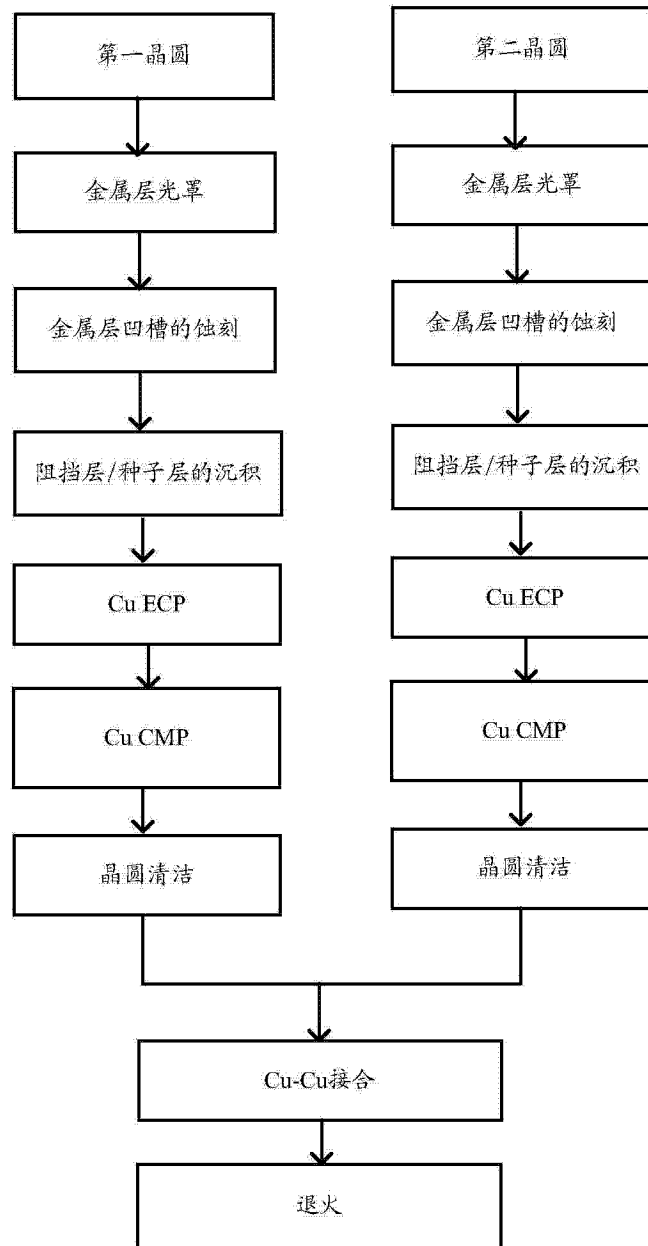 第一晶圆
金属层光罩
金属层凹槽的蚀刻
阻挡层/种子层的沉积
Cu ECP
Cu CMP
晶圆清洁
第二晶圆
金属层光罩
金属层凹槽的蚀刻
阻挡层/种子层的沉积
Cu ECP
Cu CMP
晶圆清洁
Cu-Cu接合
退火